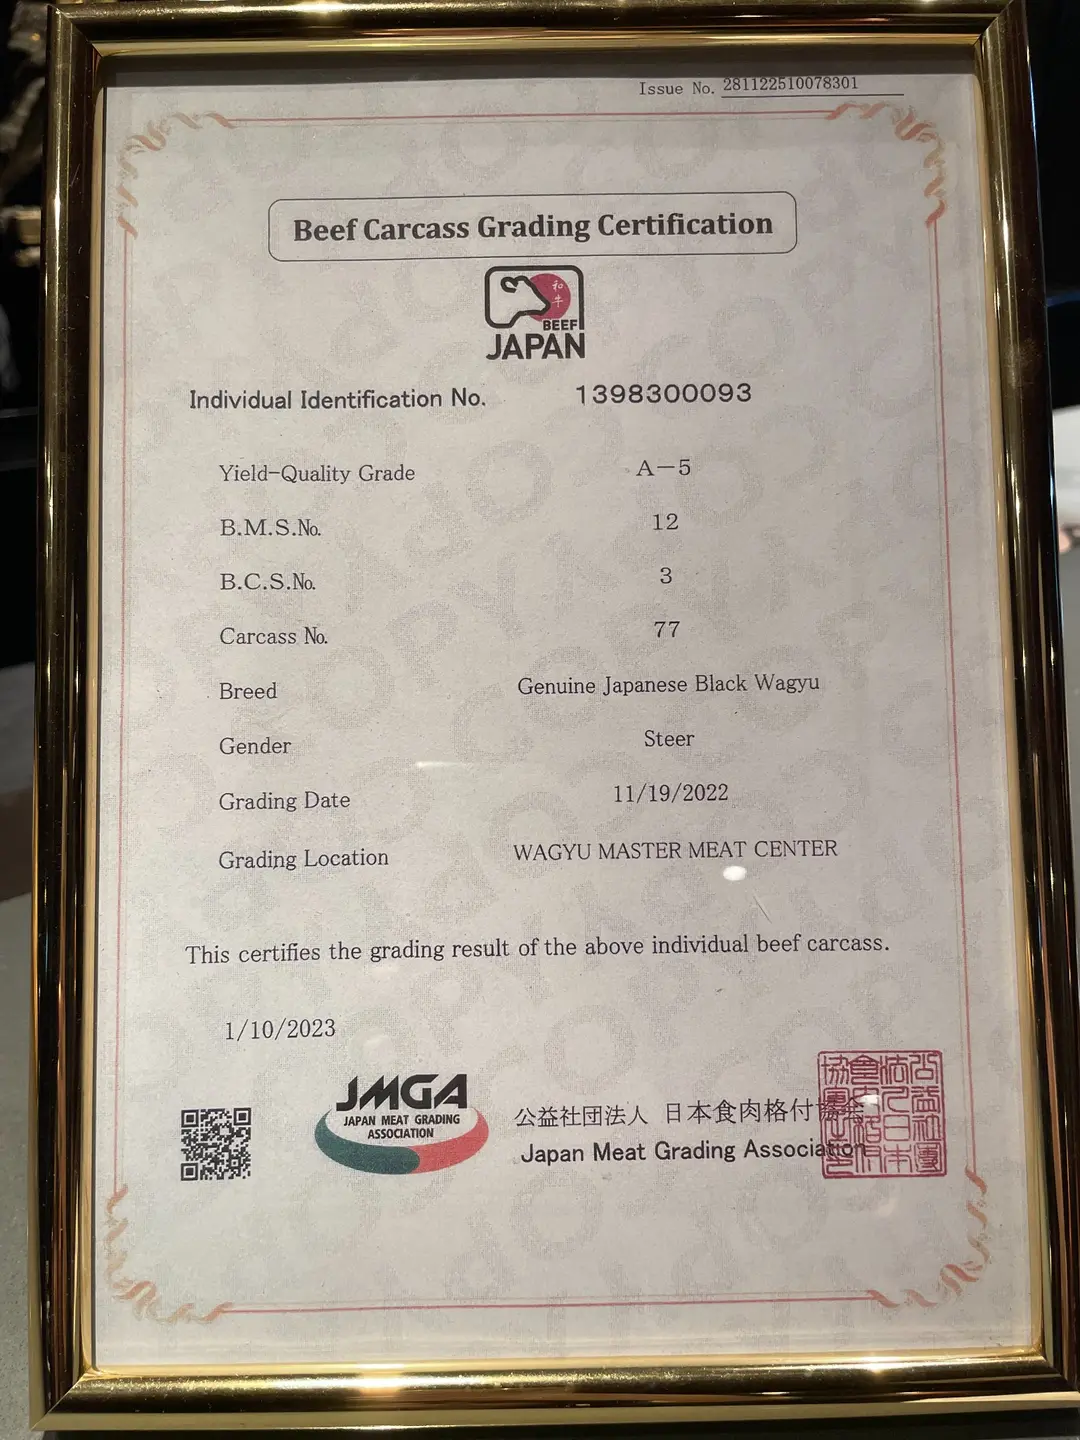 Issue No. 281122510078301
Beef Carcass Grading Certification
和牛
BEEF
JAPAN
Individual Identification No. 1398300093
Yield-Quality Grade A-5
B.M.S.No. 12
B.C.S.No. 3
Carcass No. 77
Breed Genuine Japanese Black Wagyu
Gender Steer
Grading Date 11/19/2022
Grading Location WAGYU MASTER MEAT CENTER
This certifies the grading result of the above individual beef carcass.
1/10/2023
JMGA
JAPAN MEAT GRADING
ASSOCIATION
公益社団法人 日本食肉格付協会
Japan Meat Grading Association